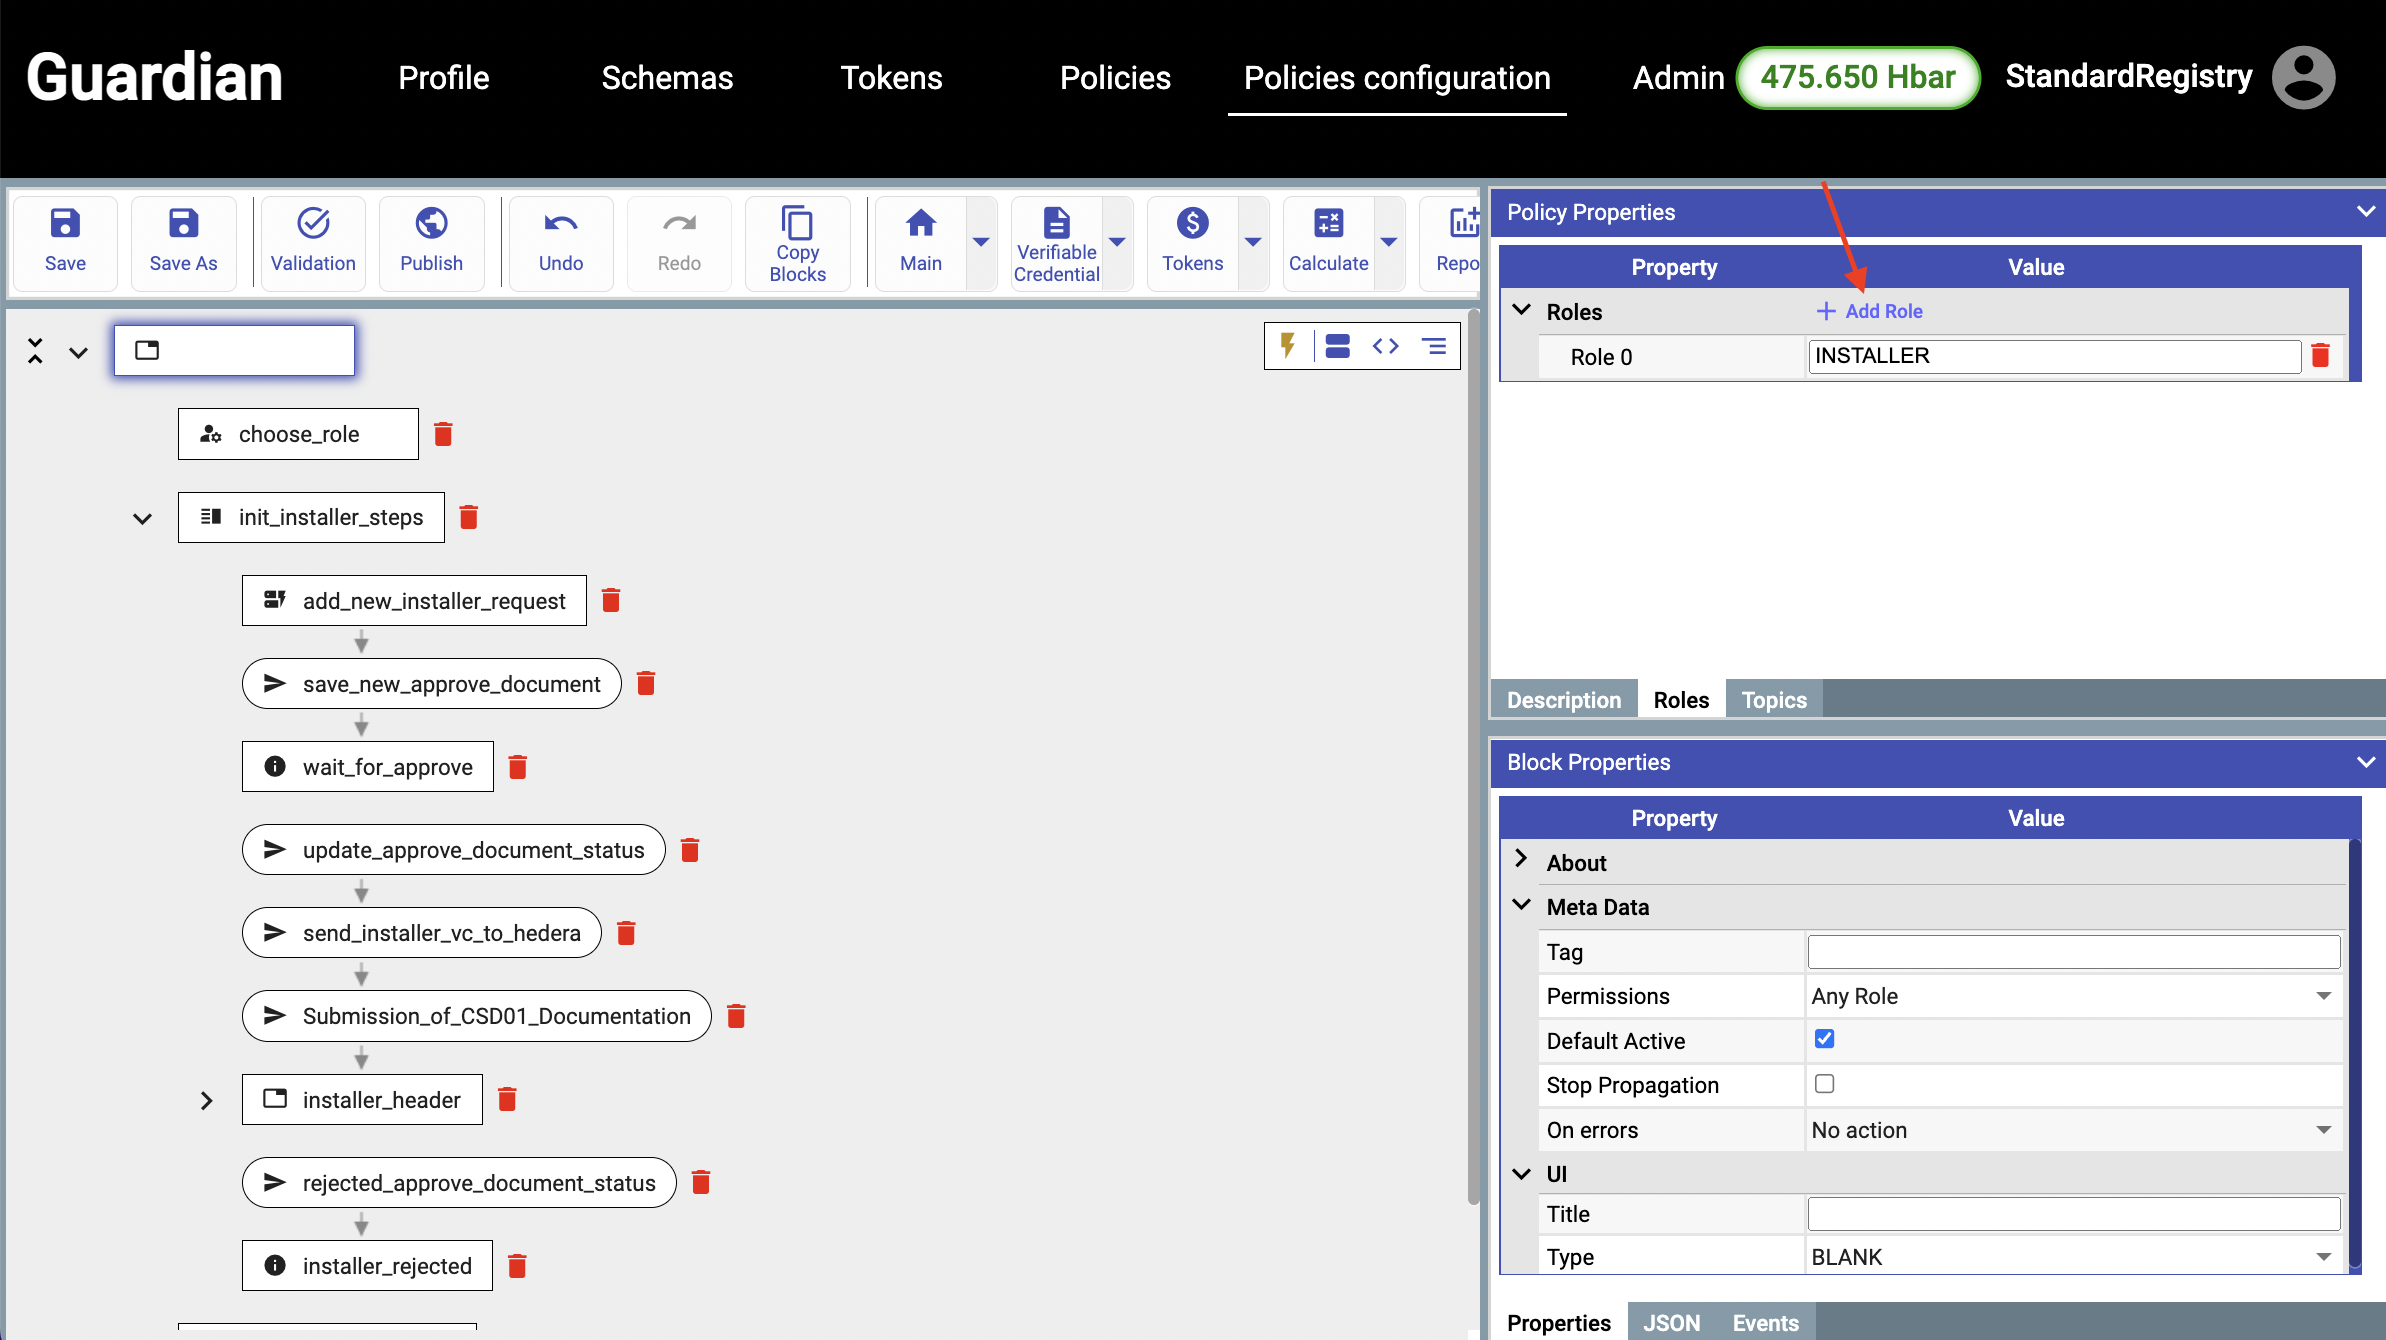 Guardian
Profile
Schemas
Tokens
Policies
Policies configuration
Admin
475.650 Hbar
StandardRegistry
Save
Save As
Validation
Publish
Undo
Redo
Copy
Blocks
Main
Verifiable
Credential
Tokens
Calculate
Repo
choose_role
init_installer_steps
add_new_installer_request
save_new_approve_document
wait_for_approve
update_approve_document_status
send_installer_vc_to_hedera
Submission_of_CSD01_Documentation
installer_header
rejected_approve_document_status
installer_rejected
Policy Properties
Property Value
Roles + Add Role
Role 0 INSTALLER
Description Roles Topics
Block Properties
Property Value
About
Meta Data
Tag
Permissions Any Role
Default Active
Stop Propagation
On errors No action
UI
Title
Type BLANK
Properties JSON Events